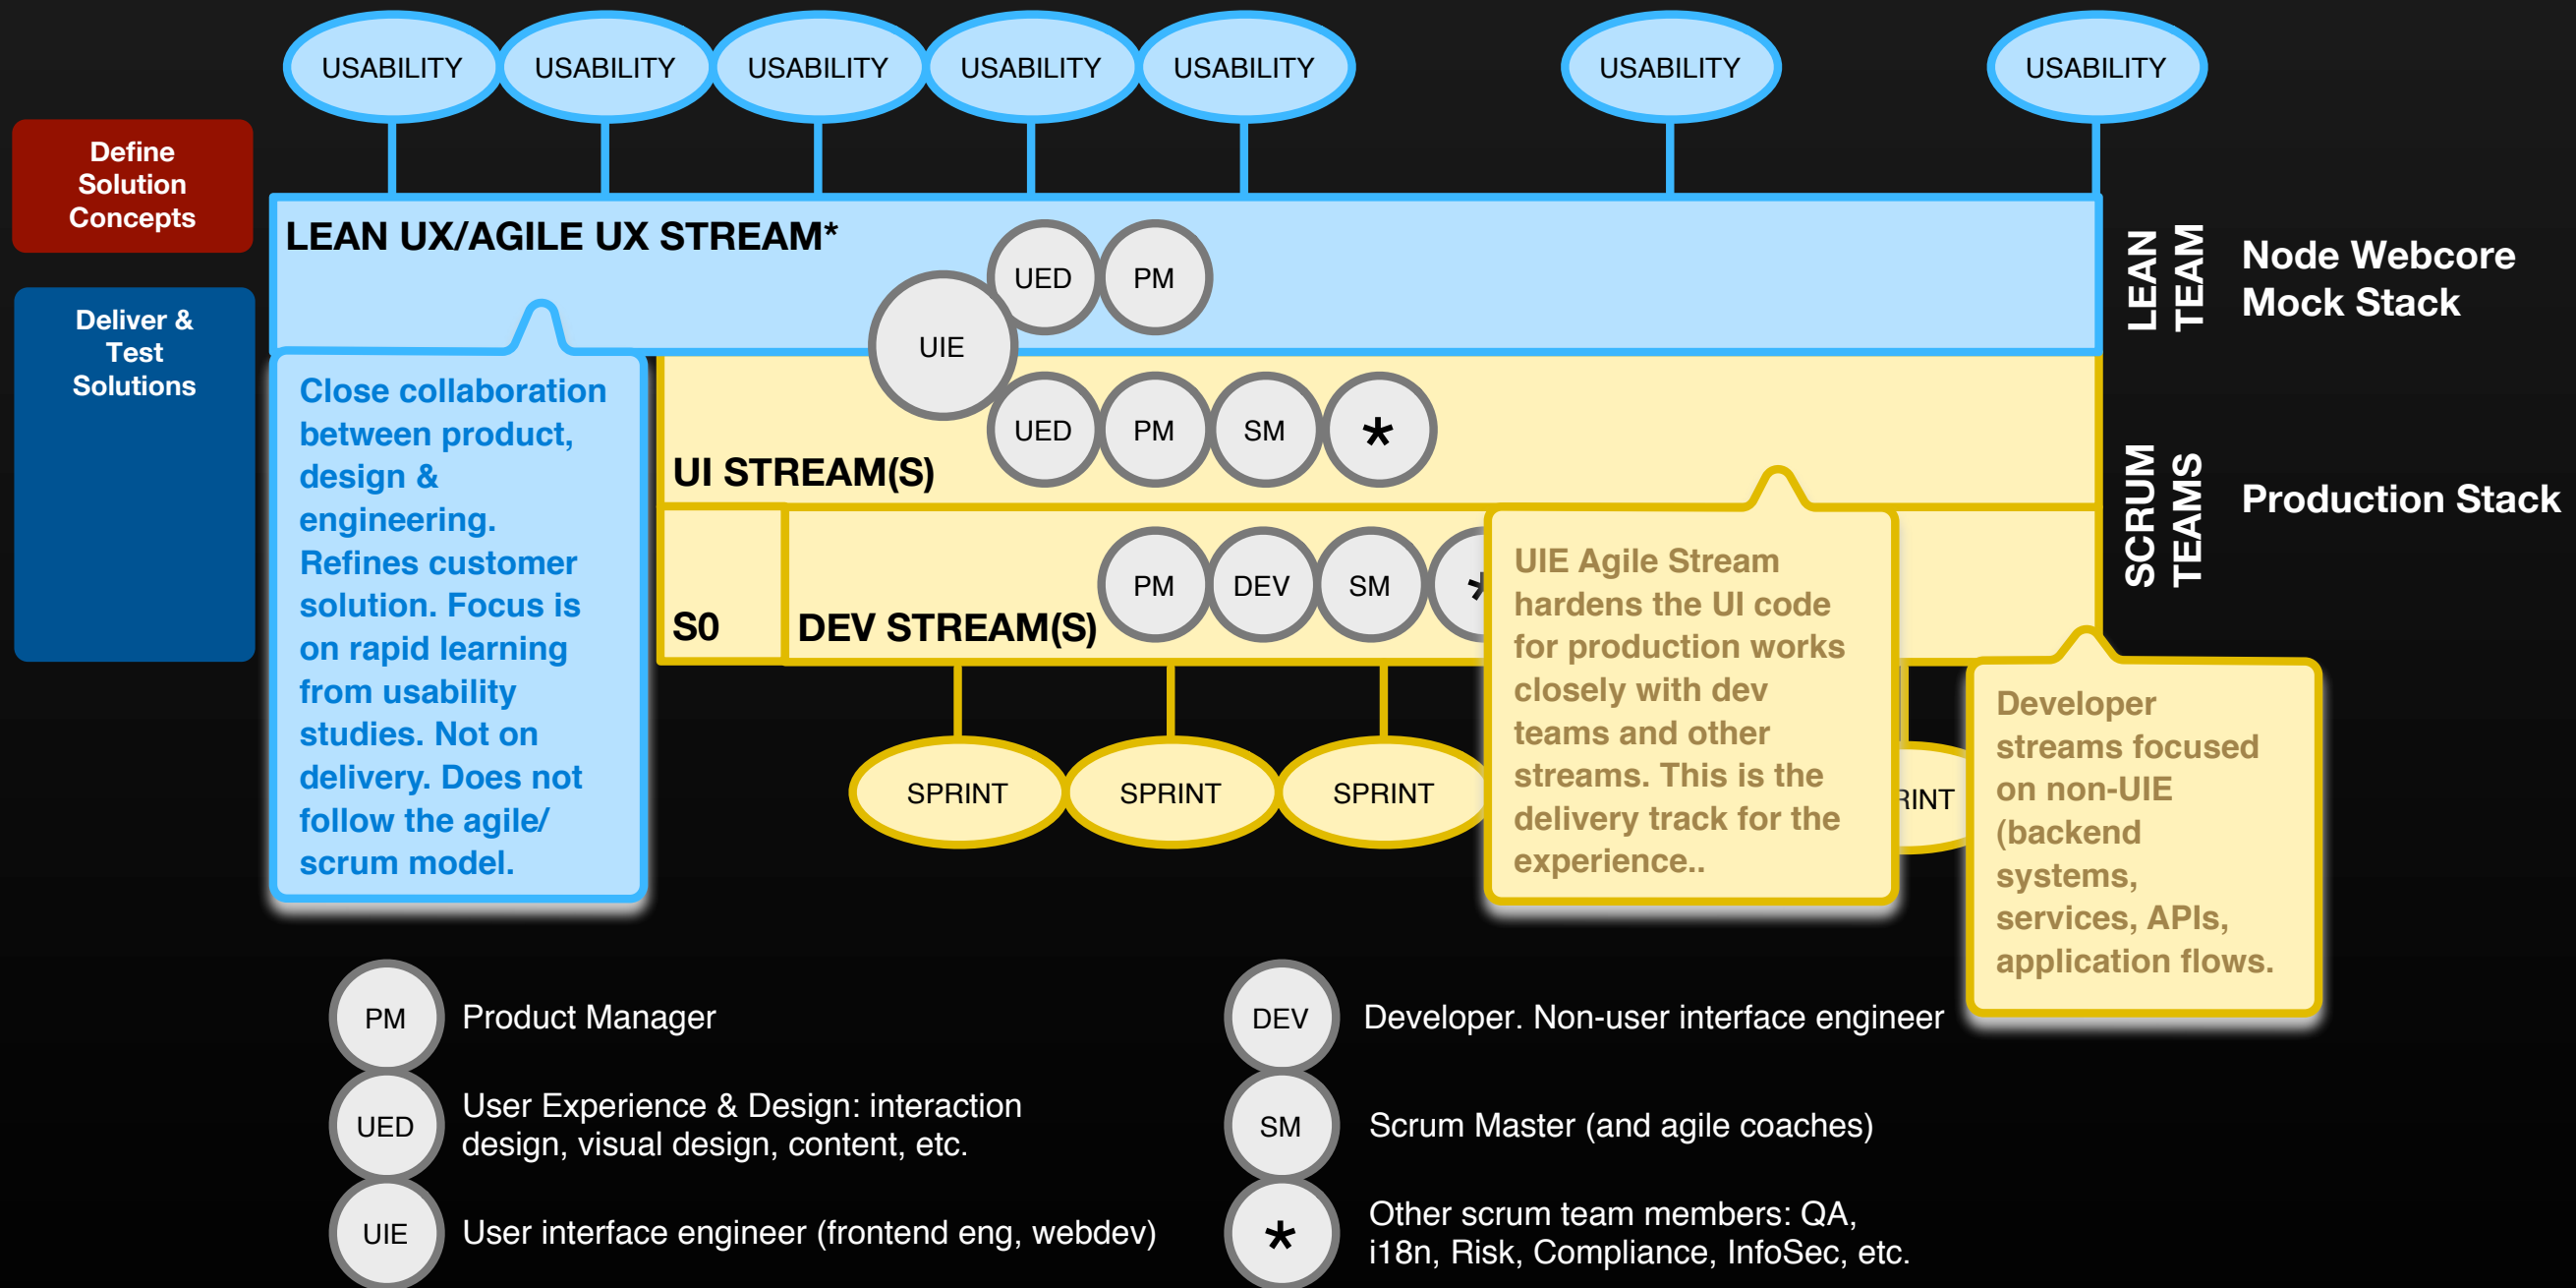 USABILITY
USABILITY
USABILITY
USABILITY
USABILITY
USABILITY
USABILITY
Define
Solution
Concepts
Deliver &
Test
Solutions
LEAN UX/AGILE UX STREAM*
UED
PM
UIE
UED
PM
SM
*
UI STREAM(S)
S0
DEV STREAM(S)
PM
DEV
SM
*
LEAN
TEAM
Node Webcore
Mock Stack
SCRUM
TEAMS
Production Stack
Close collaboration
between product,
design &
engineering.
Refines customer
solution. Focus is
on rapid learning
from usability
studies. Not on
delivery. Does not
follow the agile/
scrum model.
UIE Agile Stream
hardens the UI code
for production works
closely with dev
teams and other
streams. This is the
delivery track for the
experience..
Developer
streams focused
on non-UIE
(backend
systems,
services, APIs,
application flows.
SPRINT
SPRINT
SPRINT
RINT
PM
Product Manager
UED
User Experience & Design: interaction
design, visual design, content, etc.
UIE
User interface engineer (frontend eng, webdev)
DEV
Developer. Non-user interface engineer
SM
Scrum Master (and agile coaches)
*
Other scrum team members: QA,
i18n, Risk, Compliance, InfoSec, etc.